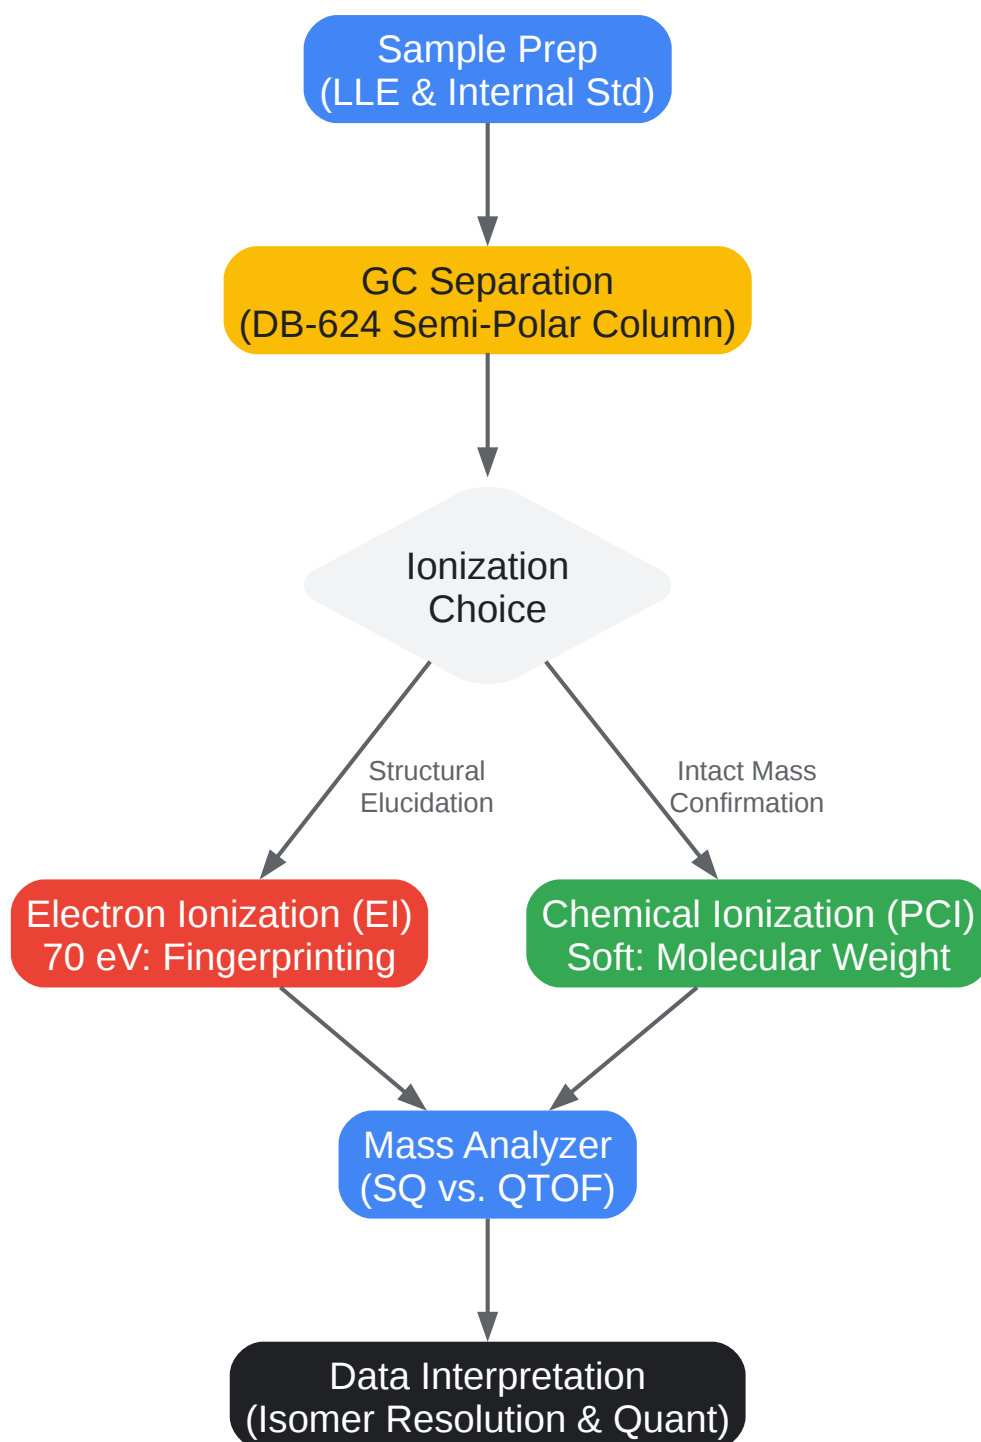 Sample Prep
(LLE & Internal Std)
GC Separation
(DB-624 Semi-Polar Column)
Ionization
Choice
Structural
Elucidation
Intact Mass
Confirmation
Electron Ionization (EI)
70 eV: Fingerprinting
Chemical Ionization (PCI)
Soft: Molecular Weight
Mass Analyzer
(SQ vs. QTOF)
Data Interpretation
(Isomer Resolution & Quant)